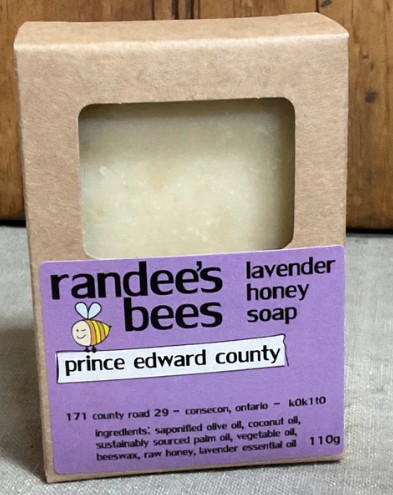 randee's
bees
lavender
honey
soap
prince edward county
171 county road 29 - consecon, ontario - k0k1t0
ingredients: saponified olive oil, coconut oil,
sustainably sourced palm oil, vegetable oil,
beeswax, raw honey, lavender essential oil
110g